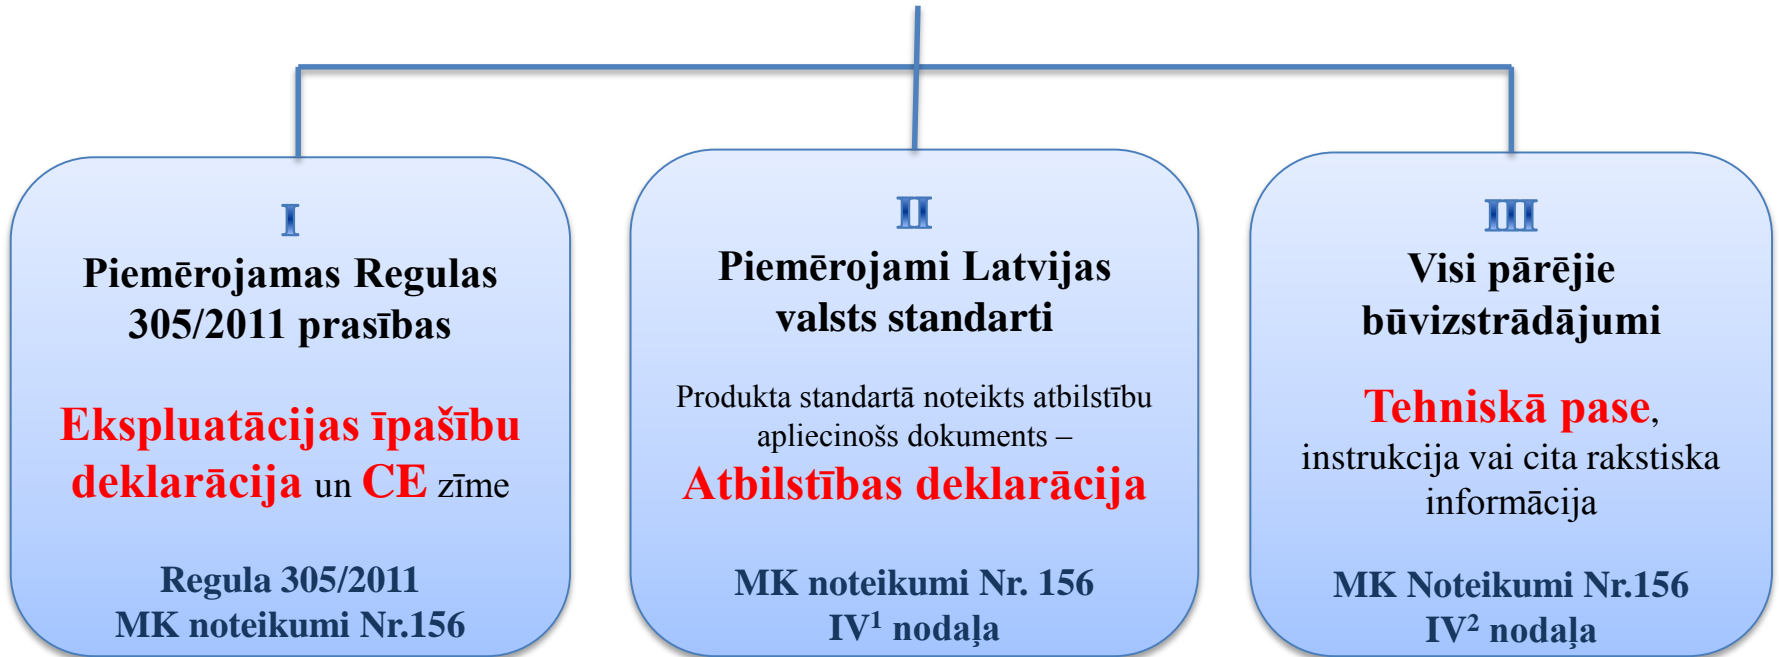 I
Piemērojamas Regulas
305/2011 prasības
Ekspluatācijas īpašību
deklarācija un CE zīme
Regula 305/2011
MK noteikumi Nr.156
II
Piemērojami Latvijas
valsts standarti
Produkta standartā noteikts atbilstību
apliecinošs dokuments –
Atbilstības deklarācija
MK noteikumi Nr. 156
IV¹ nodaļa
III
Visi pārējie
būvizstrādājumi
Tehniskā pase,
instrukcija vai cita rakstiska
informācija
MK Noteikumi Nr.156
IV² nodaļa